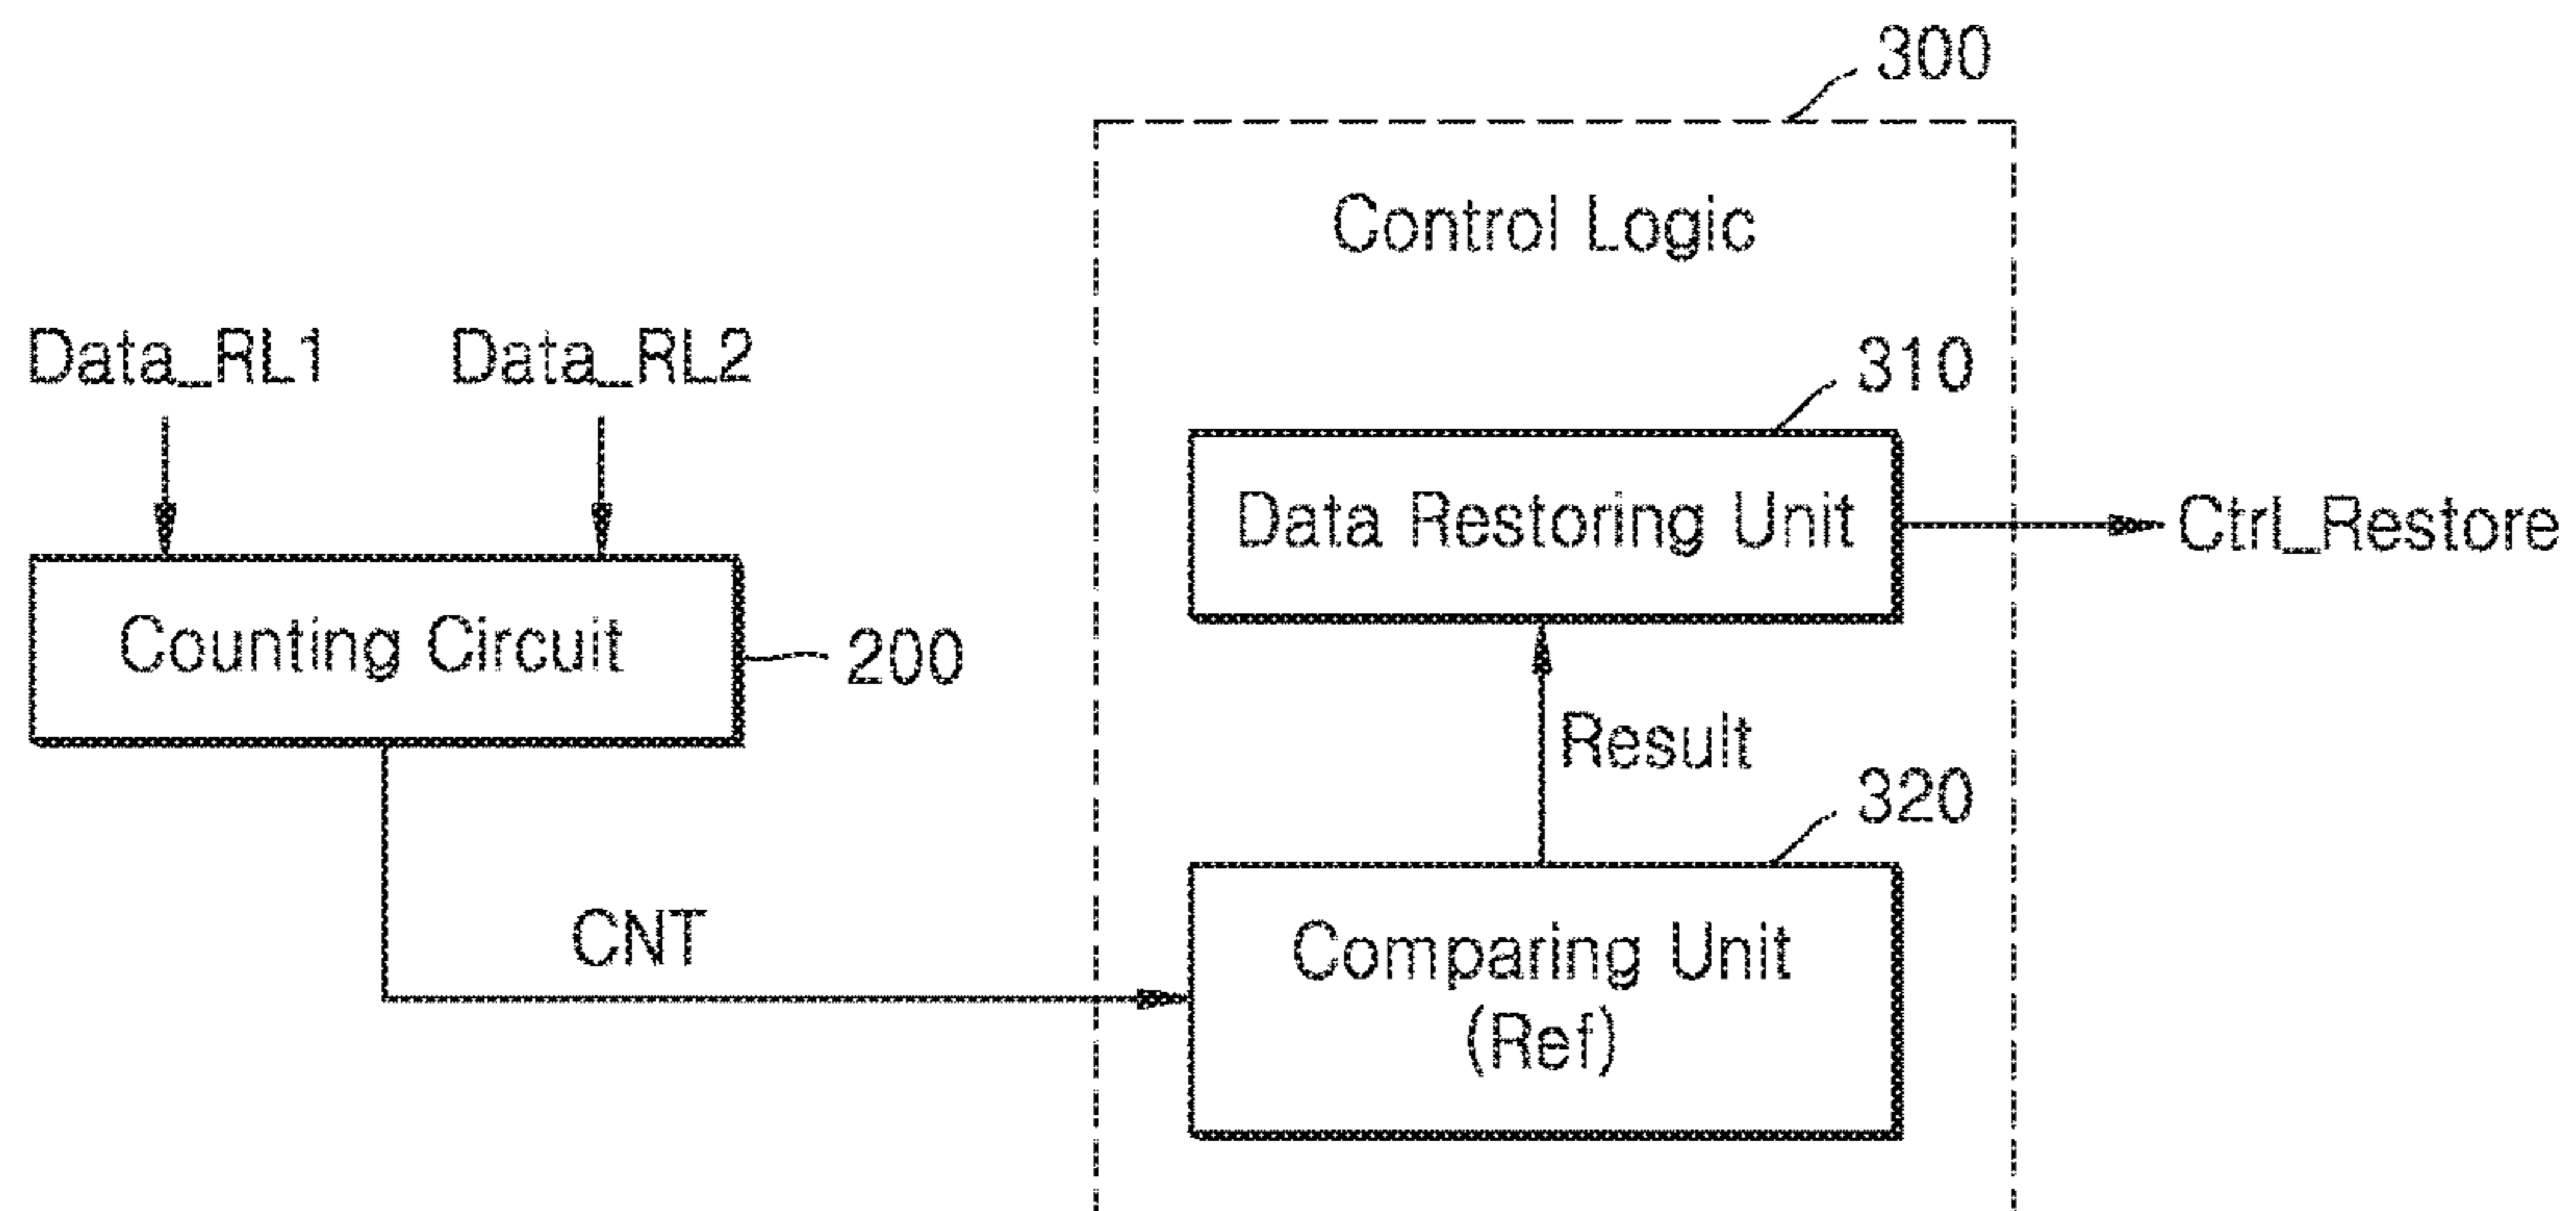 300
Control Logic
Data_RL1 Data_RL2
310
Data Restoring Unit
Ctrl_Restore
Counting Circuit
200
Result
320
CNT
Comparing Unit
(Ref)